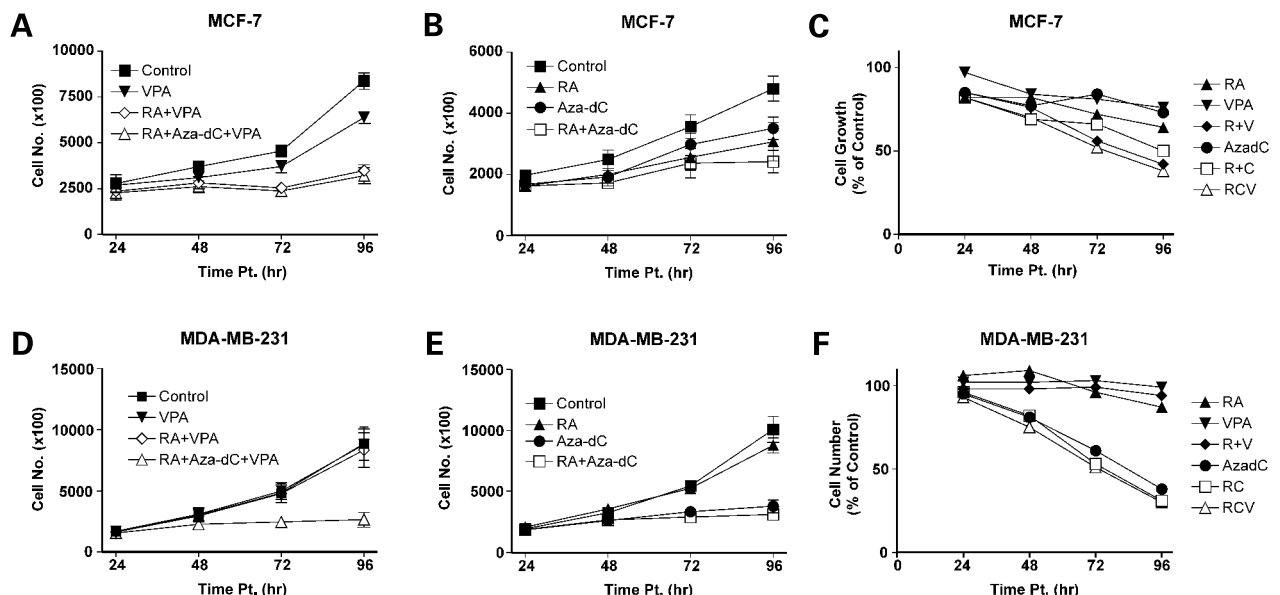 A
MCF-7
Cell No. (x100)
10000
7500
5000
2500
0
Control
VPA
RA+VPA
RA+Aza-dC+VPA
24 48 72 96
Time Pt. (hr)
B
MCF-7
Cell No. (x100)
6000
4000
2000
0
Control
RA
Aza-dC
RA+Aza-dC
24 48 72 96
Time Pt. (hr)
C
MCF-7
Cell Growth
(% of Control)
100
50
0
RA
VPA
R+V
AzadC
R+C
RCV
0 24 48 72 96
Time Pt. (hr)
D
MDA-MB-231
Cell No. (x100)
15000
10000
5000
0
Control
VPA
RA+VPA
RA+Aza-dC+VPA
24 48 72 96
Time Pt. (hr)
E
MDA-MB-231
Cell No. (x100)
15000
10000
5000
0
Control
RA
Aza-dC
RA+Aza-dC
24 48 72 96
Time Pt. (hr)
F
MDA-MB-231
Cell Number
(% of Control)
100
50
0
RA
VPA
R+V
AzadC
RC
RCV
0 24 48 72 96
Time Pt. (hr)